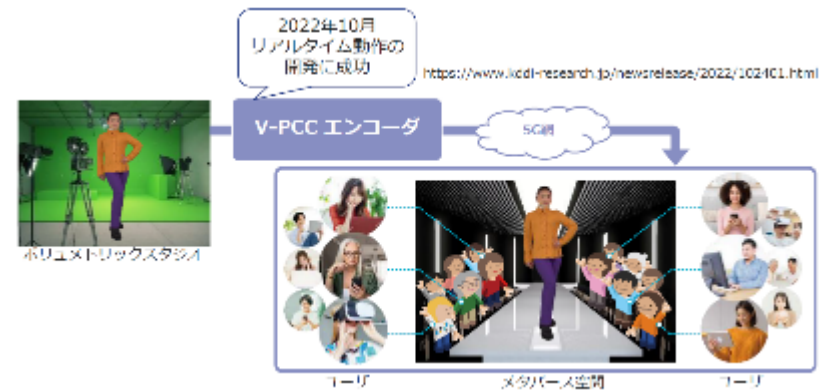 2022年10月
リアルタイム動作の
開発に成功
https://www.kddi-research.jp/newsrelease/2022/102401.html
V-PCC エンコーダ
5G網
ボリュメトリックスタジオ
ユーザ
メタバース空間
ユーザ